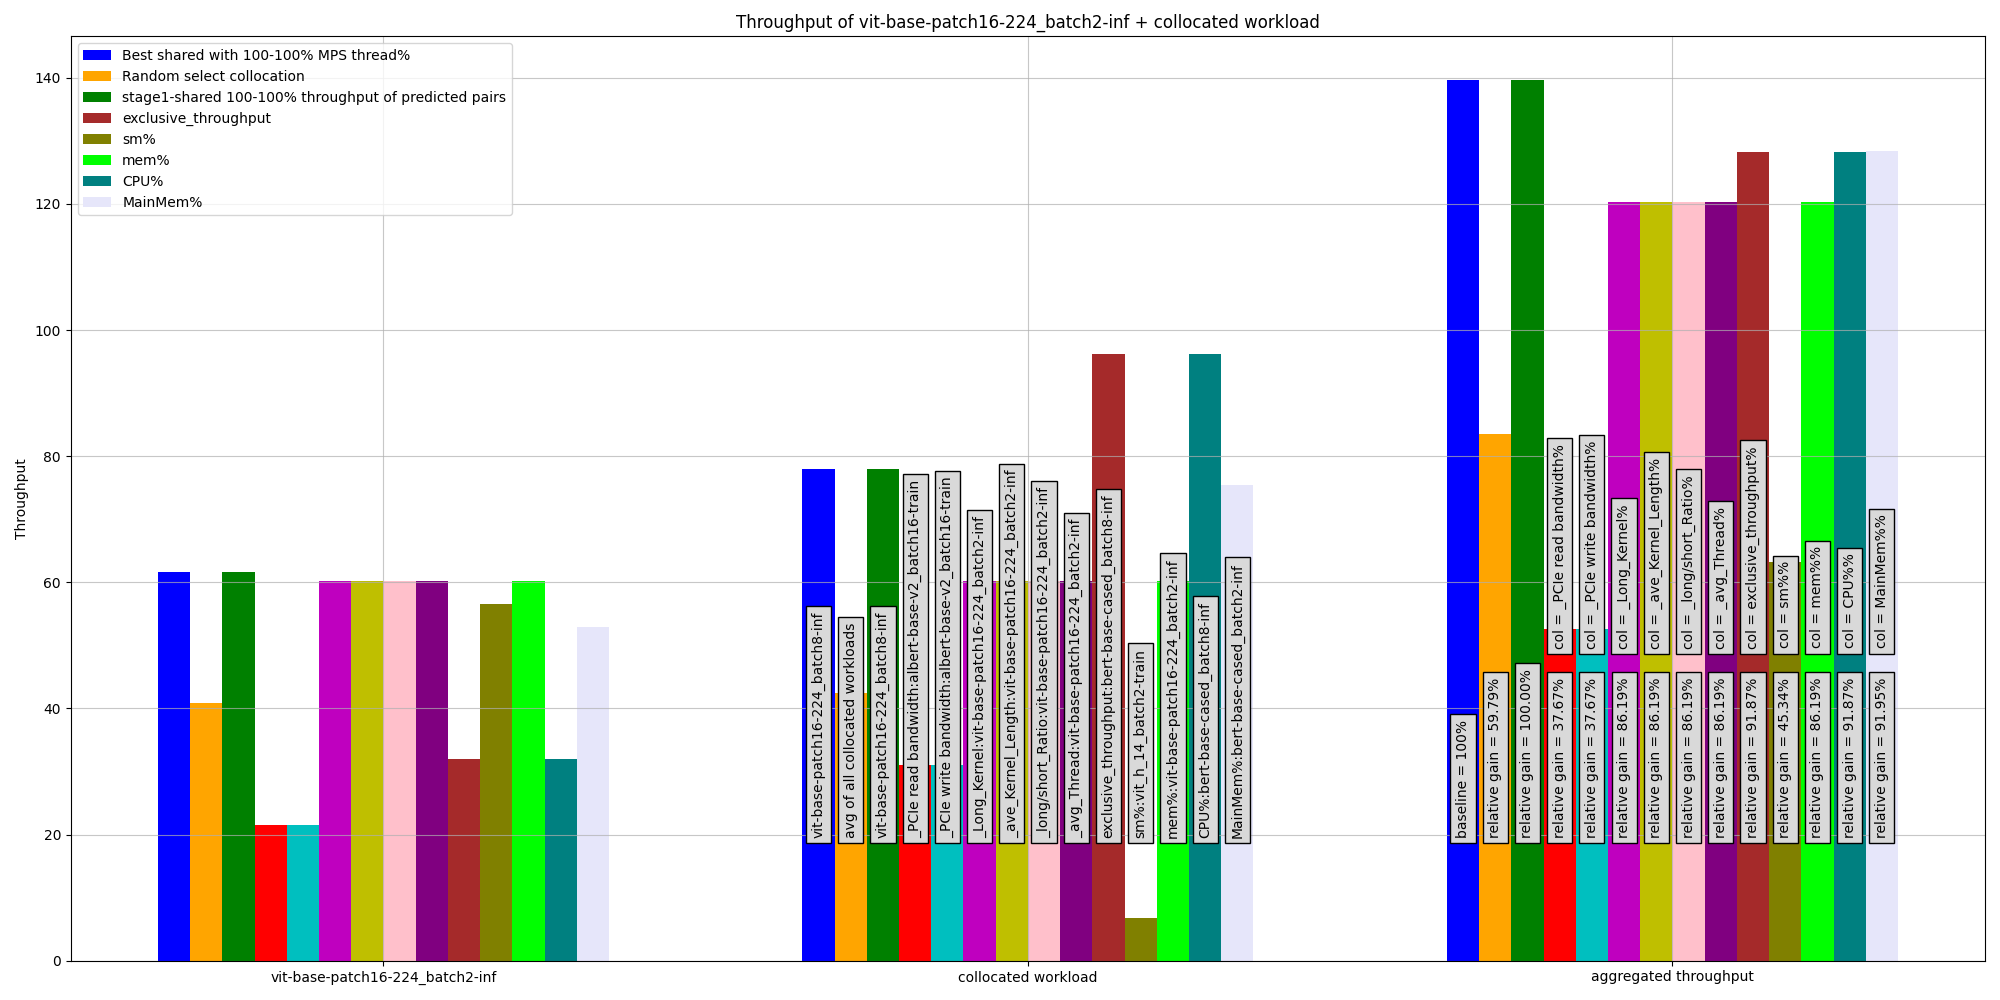 Throughput of vit-base-patch16-224_batch2-inf + collocated workload
Best shared with 100-100% MPS thread%
Random select collocation
stage1-shared 100-100% throughput of predicted pairs
exclusive_throughput
sm%
mem%
CPU%
MainMem%
Throughput
140
120
100
80
60
40
20
0
vit-base-patch16-224_batch8-inf
avg of all collocated workloads
vit-base-patch16-224_batch8-inf
_PCIe read bandwidth:albert-base-v2_batch16-train
_PCIe write bandwidth:albert-base-v2_batch16-train
_Long_Kernel:vit-base-patch16-224_batch2-inf
_ave_Kernel_Length:vit-base-patch16-224_batch2-inf
_long/short_Ratio:vit-base-patch16-224_batch2-inf
_avg_Thread:vit-base-patch16-224_batch2-inf
exclusive_throughput:bert-base-cased_batch8-inf
sm%:vit_h_14_batch2-train
mem%:vit-base-patch16-224_batch2-inf
CPU%:bert-base-cased_batch8-inf
MainMem%:bert-base-cased_batch2-inf
col = _PCIe read bandwidth%
col = _PCIe write bandwidth%
col = _Long_Kernel%
col = _ave_Kernel_Length%
col = _long/short_Ratio%
col = _avg_Thread%
col = exclusive_throughput%
col = sm%%
col = mem%%
col = CPU%%
col = MainMem%%
baseline = 100%
relative gain = 59.79%
relative gain = 100.00%
relative gain = 37.67%
relative gain = 37.67%
relative gain = 86.19%
relative gain = 86.19%
relative gain = 86.19%
relative gain = 86.19%
relative gain = 91.87%
relative gain = 45.34%
relative gain = 86.19%
relative gain = 91.87%
relative gain = 91.95%
vit-base-patch16-224_batch2-inf
collocated workload
aggregated throughput